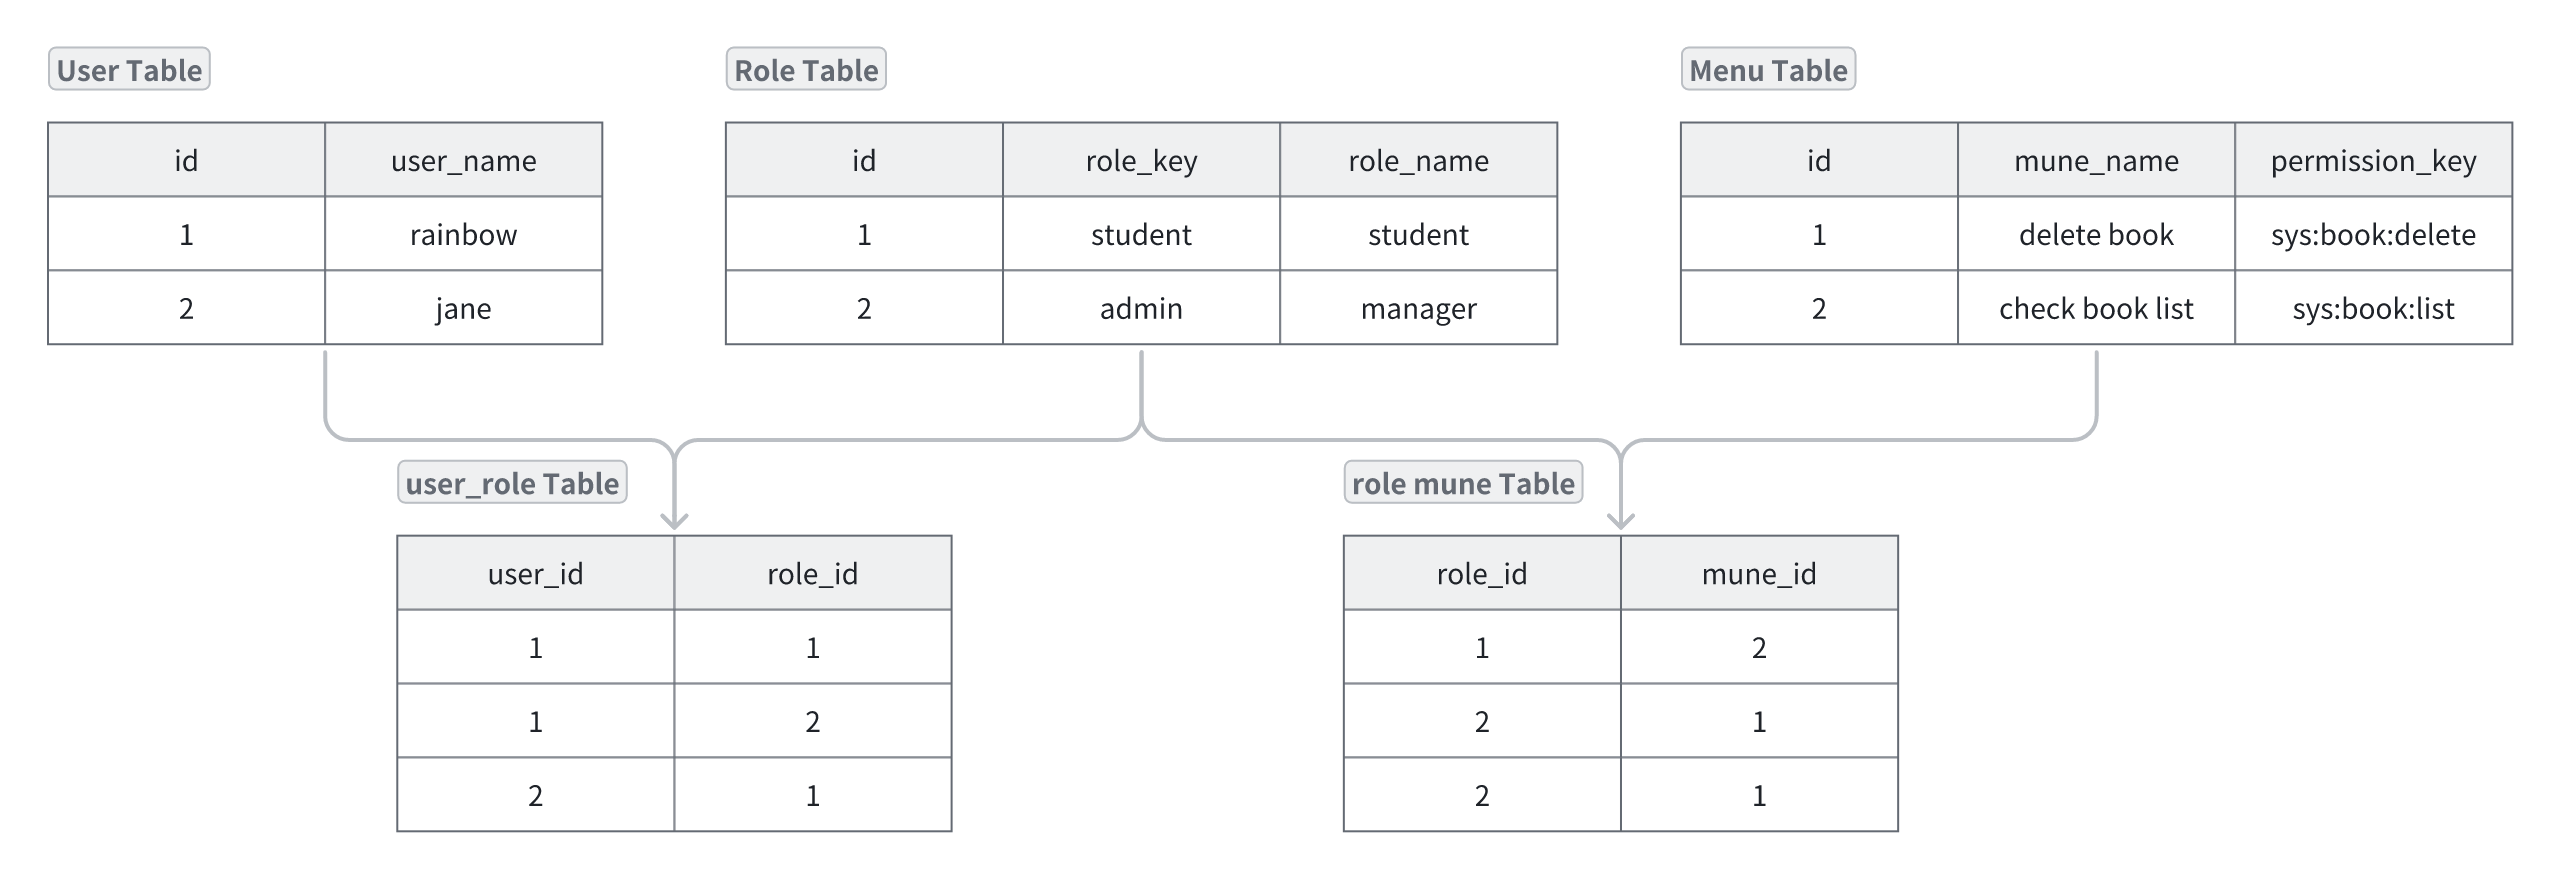 User Table
id user_name
1 rainbow
2 jane
Role Table
id role_key role_name
1 student student
2 admin manager
Menu Table
id mune_name permission_key
1 delete book sys:book:delete
2 check book list sys:book:list
user_role Table
user_id role_id
1 1
1 2
2 1
role mune Table
role_id mune_id
1 2
2 1
2 1